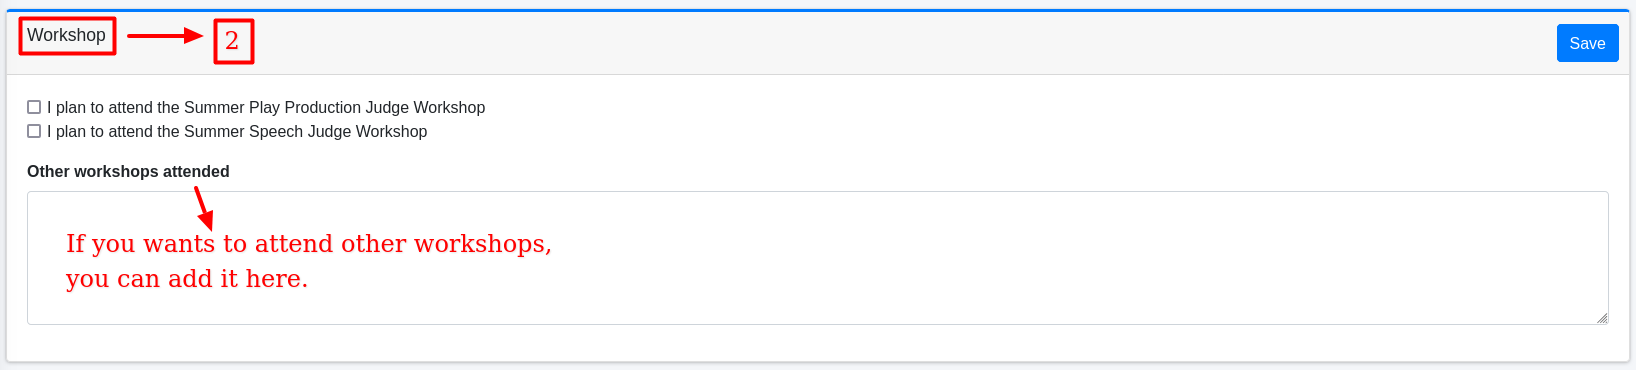 Workshop
2
Save
I plan to attend the Summer Play Production Judge Workshop
I plan to attend the Summer Speech Judge Workshop
Other workshops attended
If you wants to attend other workshops,
you can add it here.